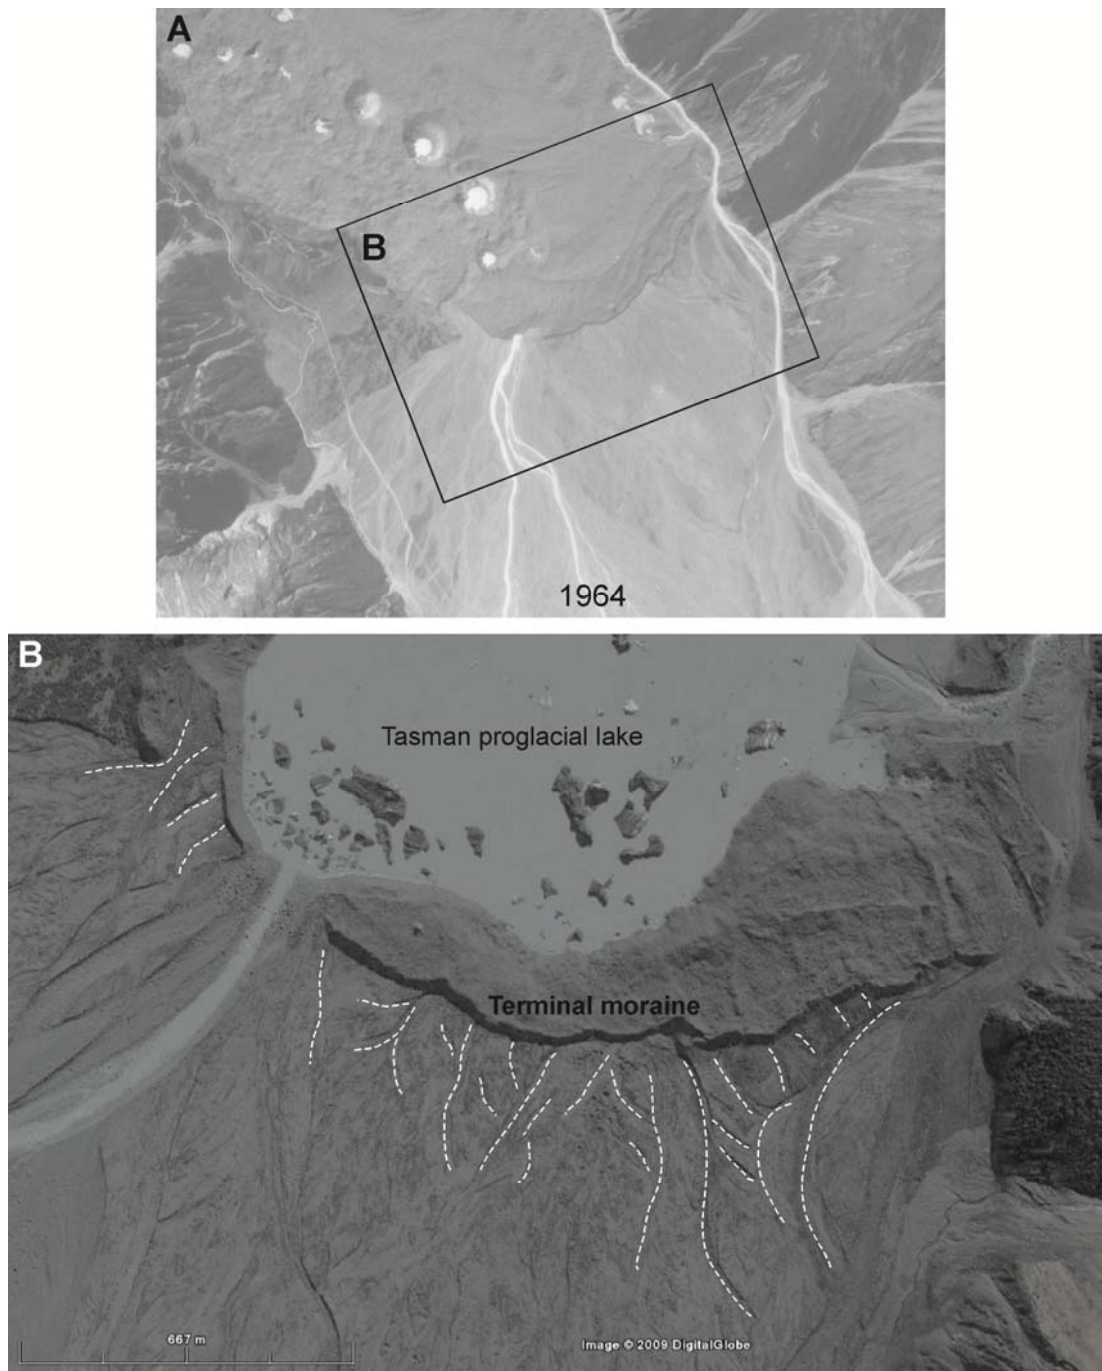 A
B
1964
B
Tasman proglacial lake
Terminal moraine
667 m
Image © 2009 DigitalGlobe